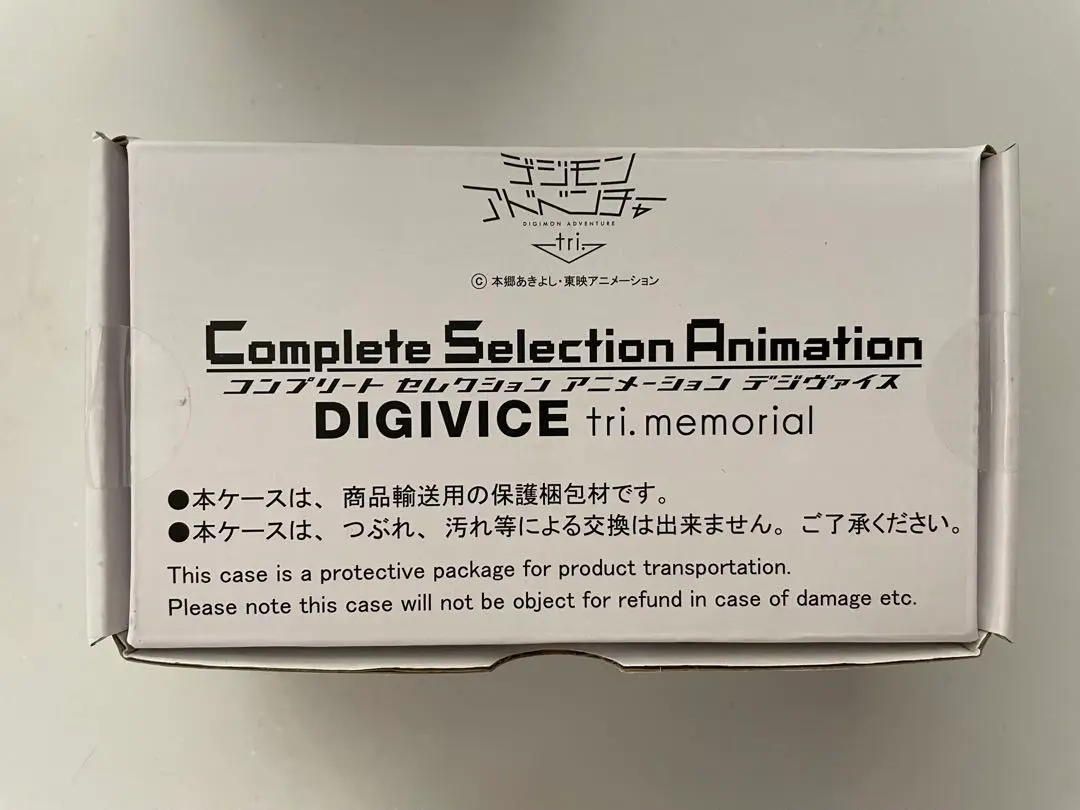 デジモン
アドベンチャー
DIGIMON ADVENTURE
tri.
© 本郷あきよし・東映アニメーション
Complete Selection Animation
コンプリート セレクション アニメーション デジヴァイス
DIGIVICE tri.memorial
●本ケースは、商品輸送用の保護梱包材です。
●本ケースは、つぶれ、汚れ等による交換は出来ません。ご了承ください。
This case is a protective package for product transportation.
Please note this case will not be object for refund in case of damage etc.